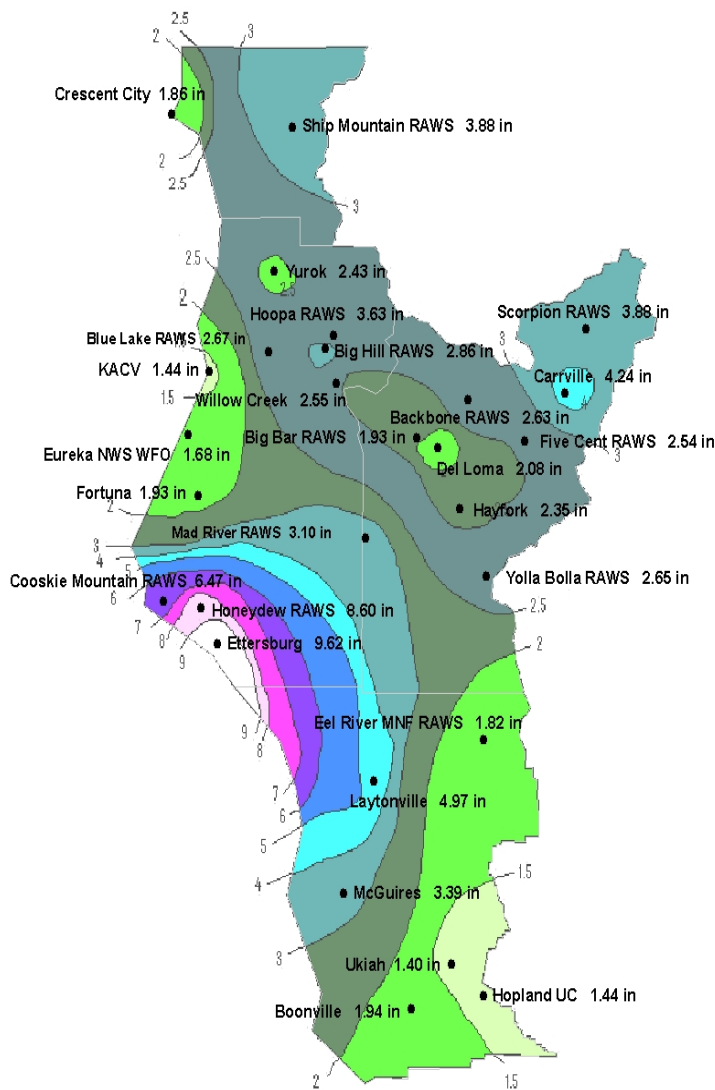 2.5
2
3
Crescent City 1.86 in
Ship Mountain RAWS 3.88 in
2
2.5
3
2.5
Yurok 2.43 in
2.5
2
Hoopa RAWS 3.63 in
Scorpion RAWS 3.88 in
Blue Lake RAWS 2.67 in
3
Big Hill RAWS 2.86 in
KACV 1.44 in
Carrville 4.24 in
1.5
Willow Creek 2.55 in
4
Backbone RAWS 2.63 in
Big Bar RAWS 1.93 in
Five Cent RAWS 2.54 in
Eureka NWS WFO 1.68 in
3
Del Loma 2.08 in
Fortuna 1.93 in
2
Hayfork 2.35 in
Mad River RAWS 3.10 in
3
4
5
Cooskie Mountain RAWS 6.47 in
Yolla Bolla RAWS 2.65 in
6
Honeydew RAWS 8.60 in
2.5
7
8
Ettersburg 9.62 in
2
9
9
Eel River MNF RAWS 1.82 in
8
7
Laytonville 4.97 in
6
5
1.5
4
McGuires 3.39 in
3
Ukiah 1.40 in
Hopland UC 1.44 in
Boonville 1.94 in
2
1.5